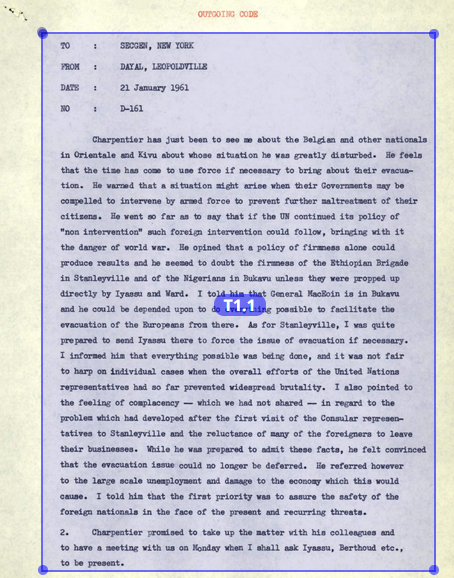 OUTGOING CODE
TO : SECGEN, NEW YORK
FROM : DAYAL, LEOPOLDVILLE
DATE : 21 January 1961
NO : D-161
Charpentier has just been to see me about the Belgian and other nationals
in Orientale and Kivu about whose situation he was greatly disturbed. He feels
that the time has come to use force if necessary to bring about their evacua-
tion. He warned that a situation might arise when their Governments may be
compelled to intervene by armed force to prevent further maltreatment of their
citizens. He went so far as to say that if the UN continued its policy of
"non intervention" such foreign intervention could follow, bringing with it
the danger of world war. He opined that a policy of firmness alone could
produce results and he seemed to doubt the firmness of the Ethiopian Brigade
in Stanleyville and of the Nigerians in Bukavu unless they were propped up
directly by Iyassu and Ward. I told him that General MacEoin is in Bukavu
and he could be depended upon to do possible to facilitate the
T1.1
evacuation of the Europeans from there. As for Stanleyville, I was quite
prepared to send Iyassu there to force the issue of evacuation if necessary.
I informed him that everything possible was being done, and it was not fair
to harp on individual cases when the overall efforts of the United Nations
representatives had so far prevented widespread brutality. I also pointed to
the feeling of complacency — which we had not shared — in regard to the
problem which had developed after the first visit of the Consular represen-
tatives to Stanleyville and the reluctance of many of the foreigners to leave
their businesses. While he was prepared to admit these facts, he felt convinced
that the evacuation issue could no longer be deferred. He referred however
to the large scale unemployment and damage to the economy which this would
cause. I told him that the first priority was to assure the safety of the
foreign nationals in the face of the present and recurring threats.
2. Charpentier promised to take up the matter with his colleagues and
to have a meeting with us on Monday when I shall ask Iyassu, Berthoud etc.,
to be present.